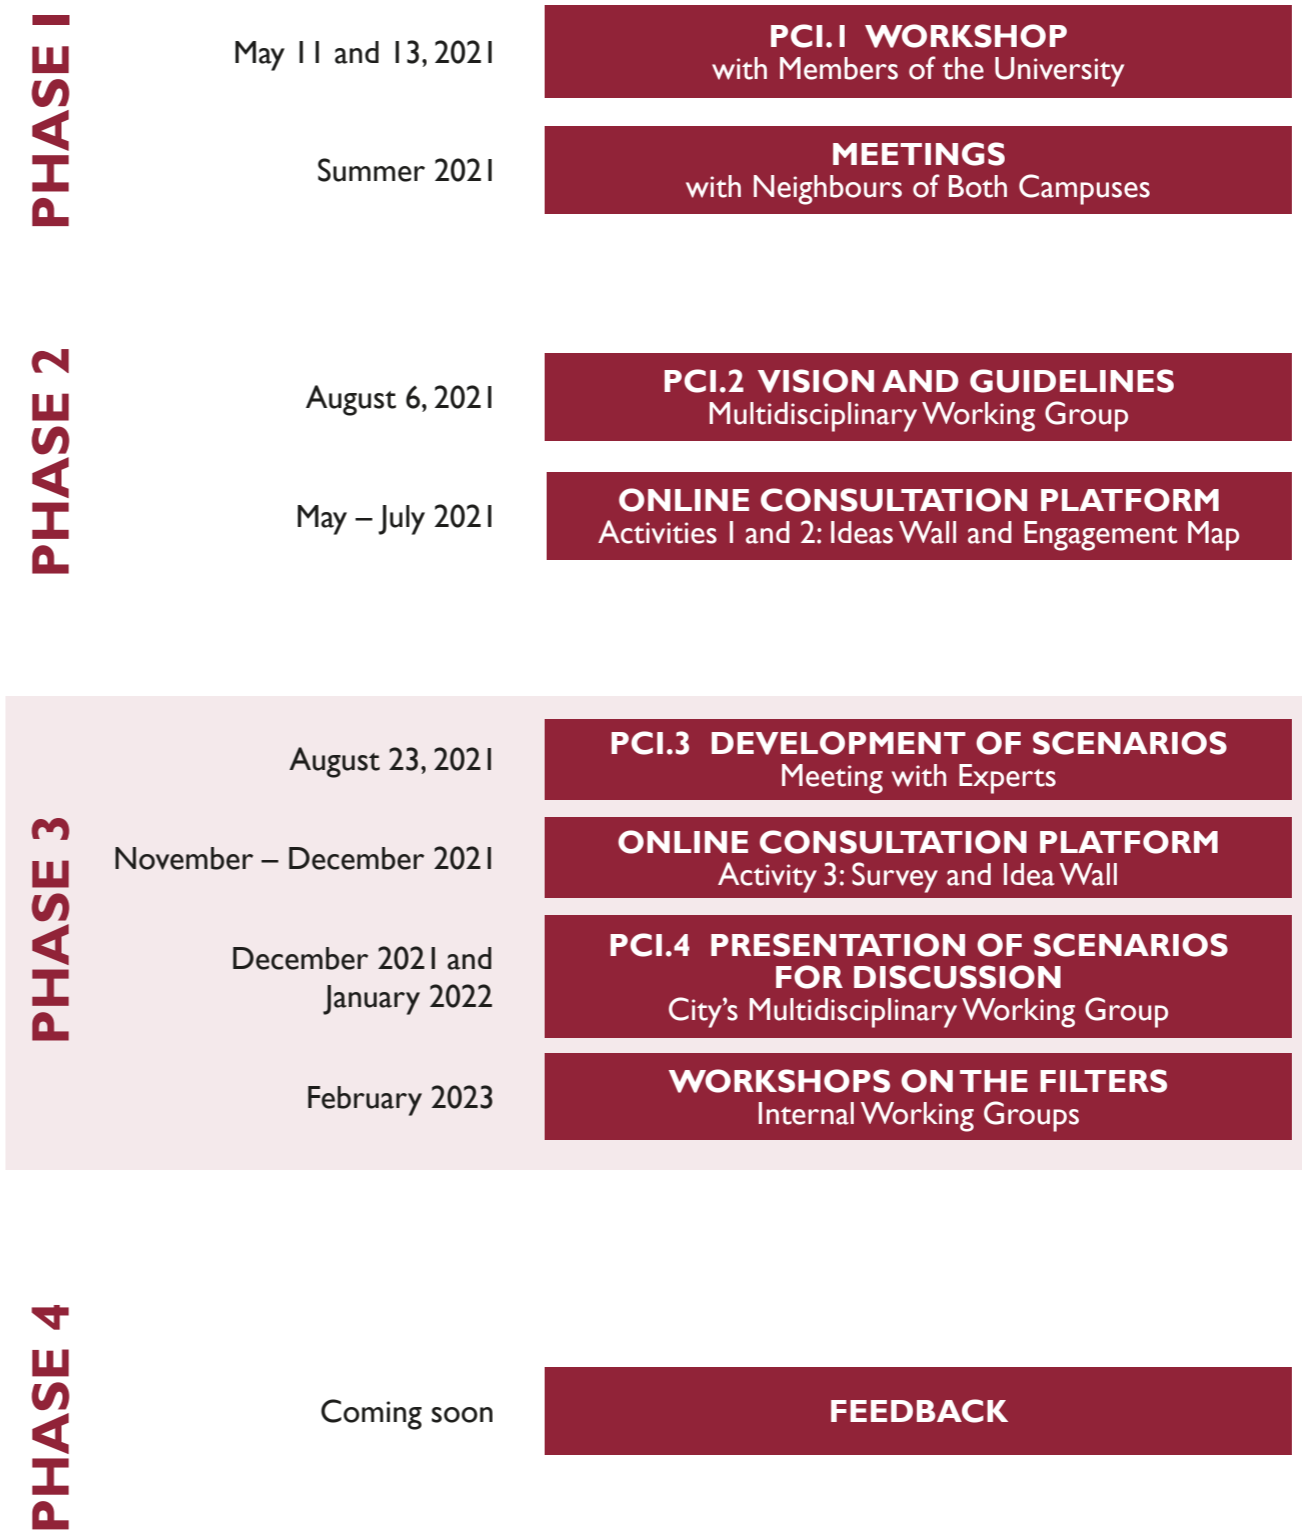 PHASE 1
May 11 and 13, 2021
PCI.1 WORKSHOP
with Members of the University
Summer 2021
MEETINGS
with Neighbours of Both Campuses
PHASE 2
August 6, 2021
PCI.2 VISION AND GUIDELINES
Multidisciplinary Working Group
May – July 2021
ONLINE CONSULTATION PLATFORM
Activities 1 and 2: Ideas Wall and Engagement Map
PHASE 3
August 23, 2021
PCI.3 DEVELOPMENT OF SCENARIOS
Meeting with Experts
November – December 2021
ONLINE CONSULTATION PLATFORM
Activity 3: Survey and Idea Wall
December 2021 and
January 2022
PCI.4 PRESENTATION OF SCENARIOS
FOR DISCUSSION
City’s Multidisciplinary Working Group
February 2023
WORKSHOPS ON THE FILTERS
Internal Working Groups
PHASE 4
Coming soon
FEEDBACK